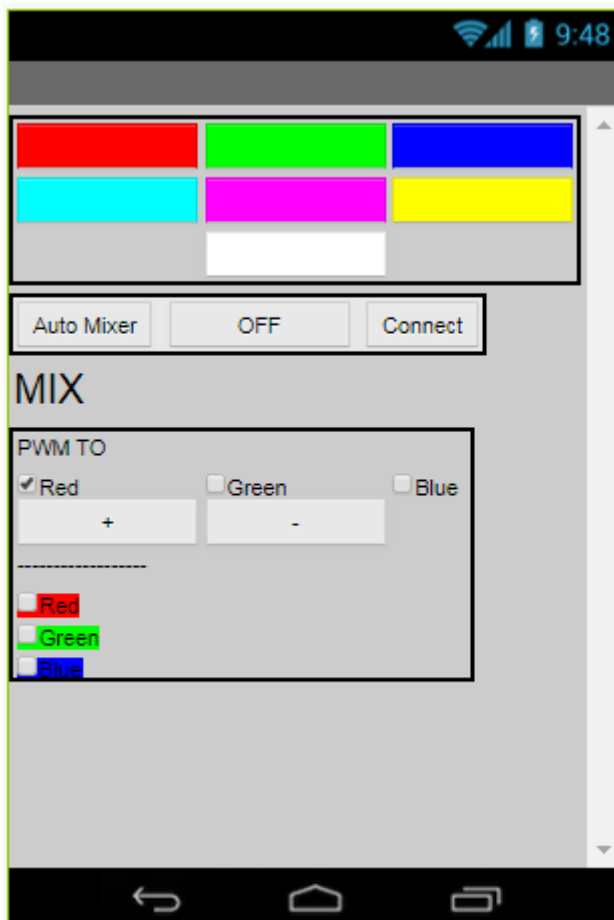 9:48
Auto Mixer OFF Connect
MIX
PWM TO
Red Green Blue
+ -
------------------
Red
Green
Blue